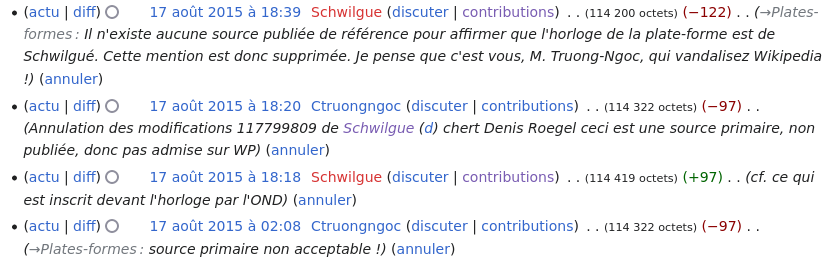 • (actu | diff) 17 août 2015 à 18:39 Schwilgue (discuter | contributions) . . (114 200 octets) (−122) . . (→Plates-
formes : Il n'existe aucune source publiée de référence pour affirmer que l'horloge de la plate-forme est de
Schwilgué. Cette mention est donc supprimée. Je pense que c'est vous, M. Truong-Ngoc, qui vandalisez Wikipedia
!) (annuler)
• (actu | diff) 17 août 2015 à 18:20 Ctruongngoc (discuter | contributions) . . (114 322 octets) (−97) . .
(Annulation des modifications 117799809 de Schwilgue (d) chert Denis Roegel ceci est une source primaire, non
publiée, donc pas admise sur WP) (annuler)
• (actu | diff) 17 août 2015 à 18:18 Schwilgue (discuter | contributions) . . (114 419 octets) (+97) . . (cf. ce qui
est inscrit devant l'horloge par l'OND) (annuler)
• (actu | diff) 17 août 2015 à 02:08 Ctruongngoc (discuter | contributions) . . (114 322 octets) (−97) . .
(→Plates-formes : source primaire non acceptable !) (annuler)